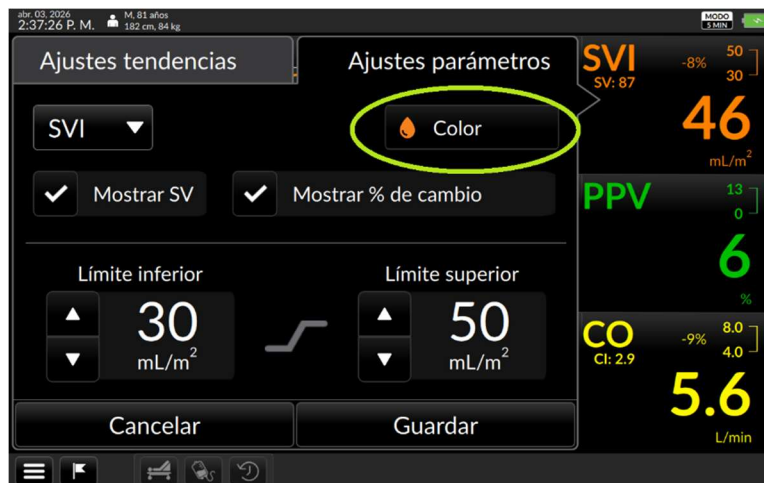 abr. 03, 2026
2:37:26 P. M.
M, 81 años
182 cm, 84 kg
MODO
5 MIN
Ajustes tendencias
Ajustes parámetros
SVI
Color
Mostrar SV
Mostrar % de cambio
Límite inferior
Límite superior
30
50
mL/m²
mL/m²
Cancelar
Guardar
SVI
SV: 87
-8%
50
30
46
mL/m²
PPV
13
0
6
%
CO
CI: 2.9
-9%
8.0
4.0
5.6
L/min